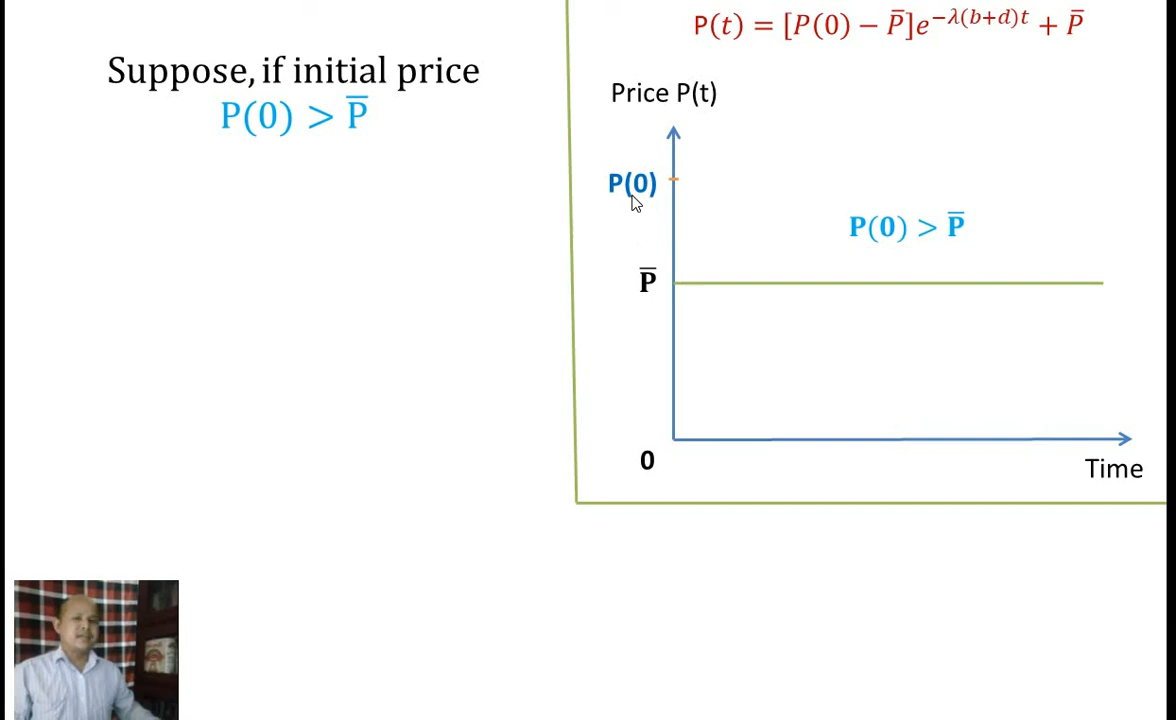 Suppose, if initial price
P(0) > P̅
P(t) = [P(0) − P̅]e^{−λ(b+d)t} + P̅
Price P(t)
P(0)
P(0) > P̅
P̅
0
Time